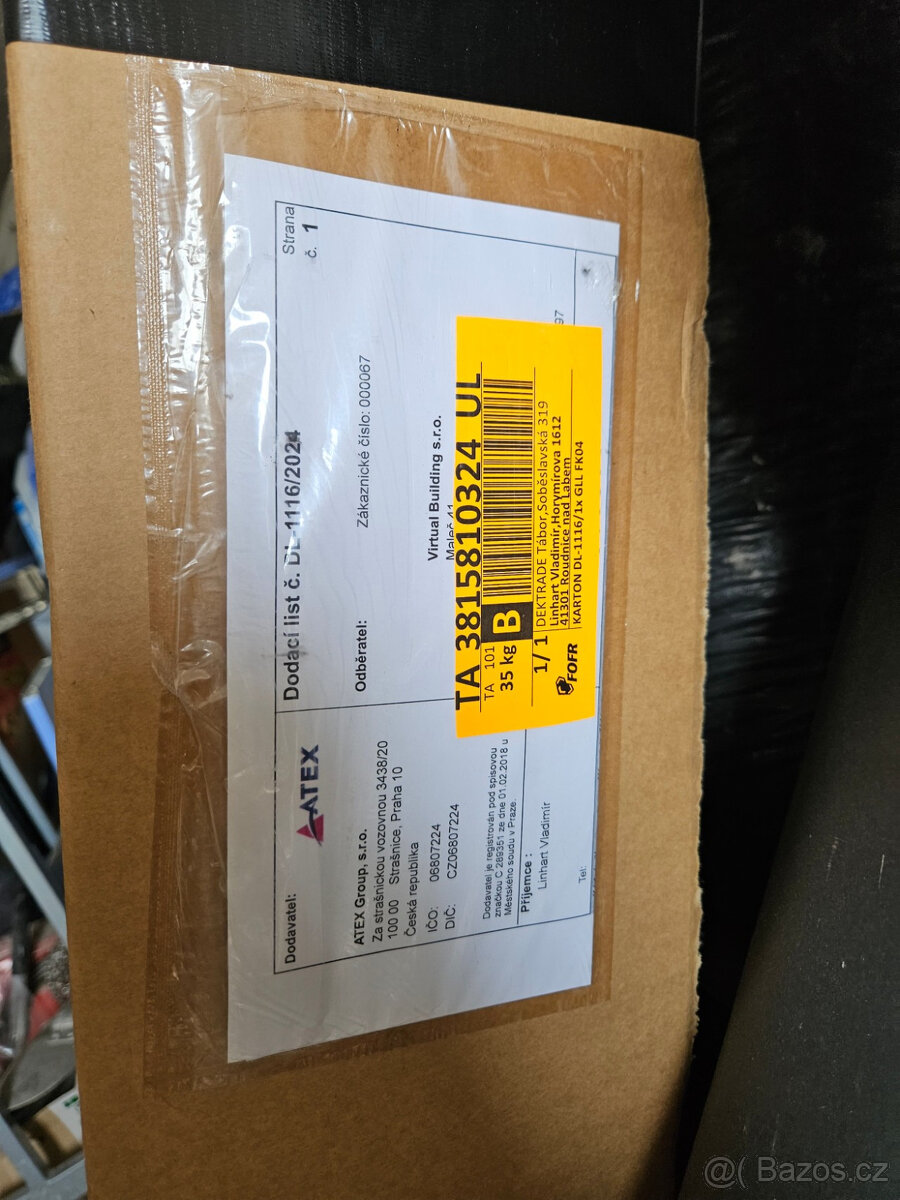 Dodací list č. DL-1116/2024
Strana
č. 1
Dodavatel:
ATEX
ATEX Group, s.r.o.
Za strašnickou vozovnou 3438/20
100 00 Strašnice, Praha 10
Česká republika
IČO: 06807224
DIČ: CZ06807224
Dodavatel je registrován pod spisovou
značkou C 289351 ze dne 01.02.2018 u
Městského soudu v Praze.
Příjemce :
Linhart Vladimír
Tel:
Odběratel:
Zákaznické číslo: 000067
Virtual Building s.r.o.
Maleč 41
97
TA 3815810324 UL
TA 101
35 kg
B
1/1
FOFR
DEKTRADE Tábor,Soběslavská 319
Linhart Vladimír,Horymírova 1612
41301 Roudnice nad Labem
KARTON DL-1116/1x GLL FK04
@( Bazos.cz